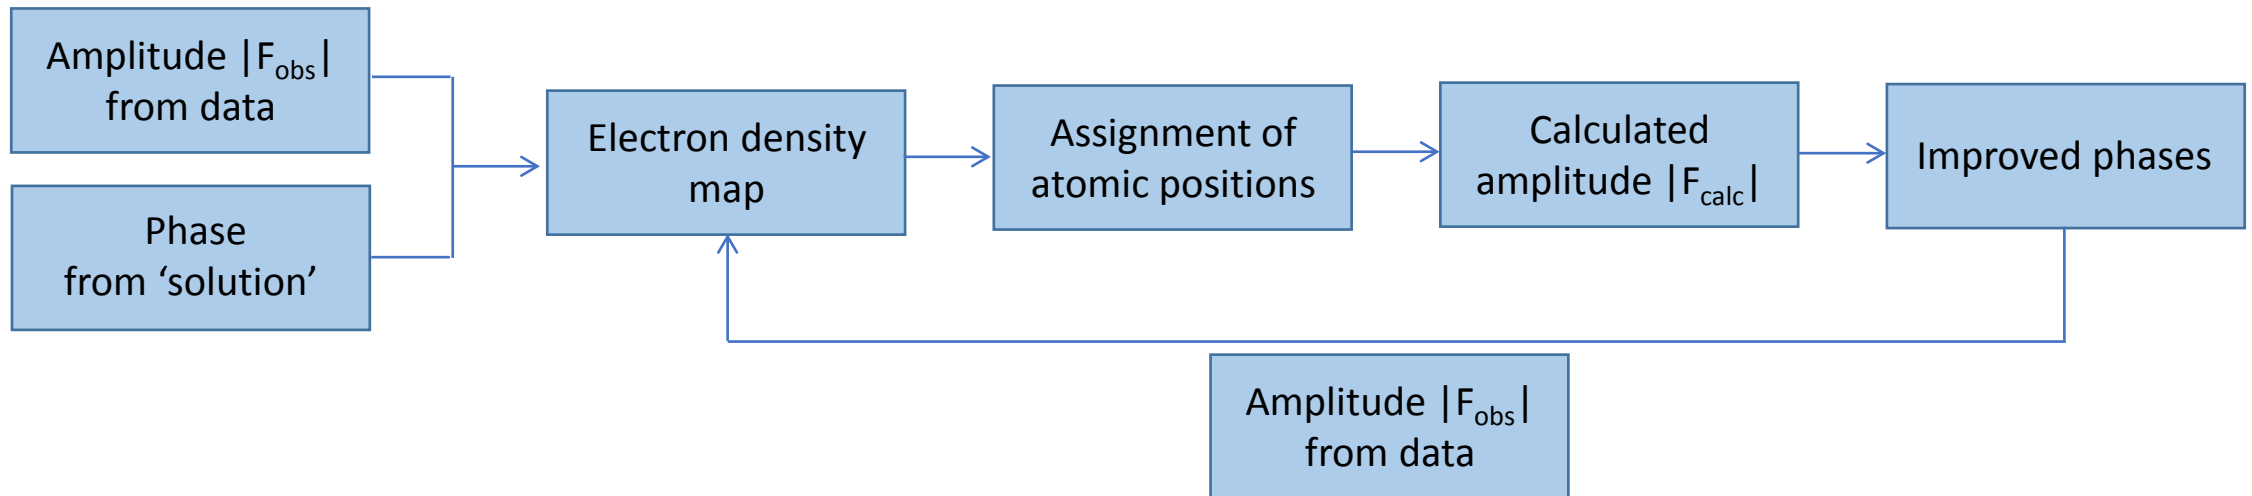 Amplitude |Fobs|
from data
Phase
from ‘solution’
Electron density
map
Assignment of
atomic positions
Calculated
amplitude |Fcalc|
Improved phases
Amplitude |Fobs|
from data